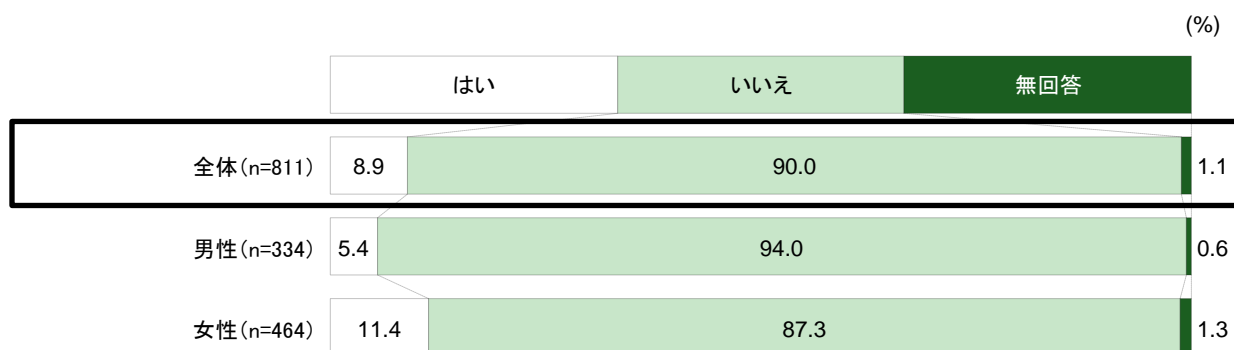 (%)
はい いいえ 無回答
全体(n=811) 8.9 90.0 1.1
男性(n=334) 5.4 94.0 0.6
女性(n=464) 11.4 87.3 1.3